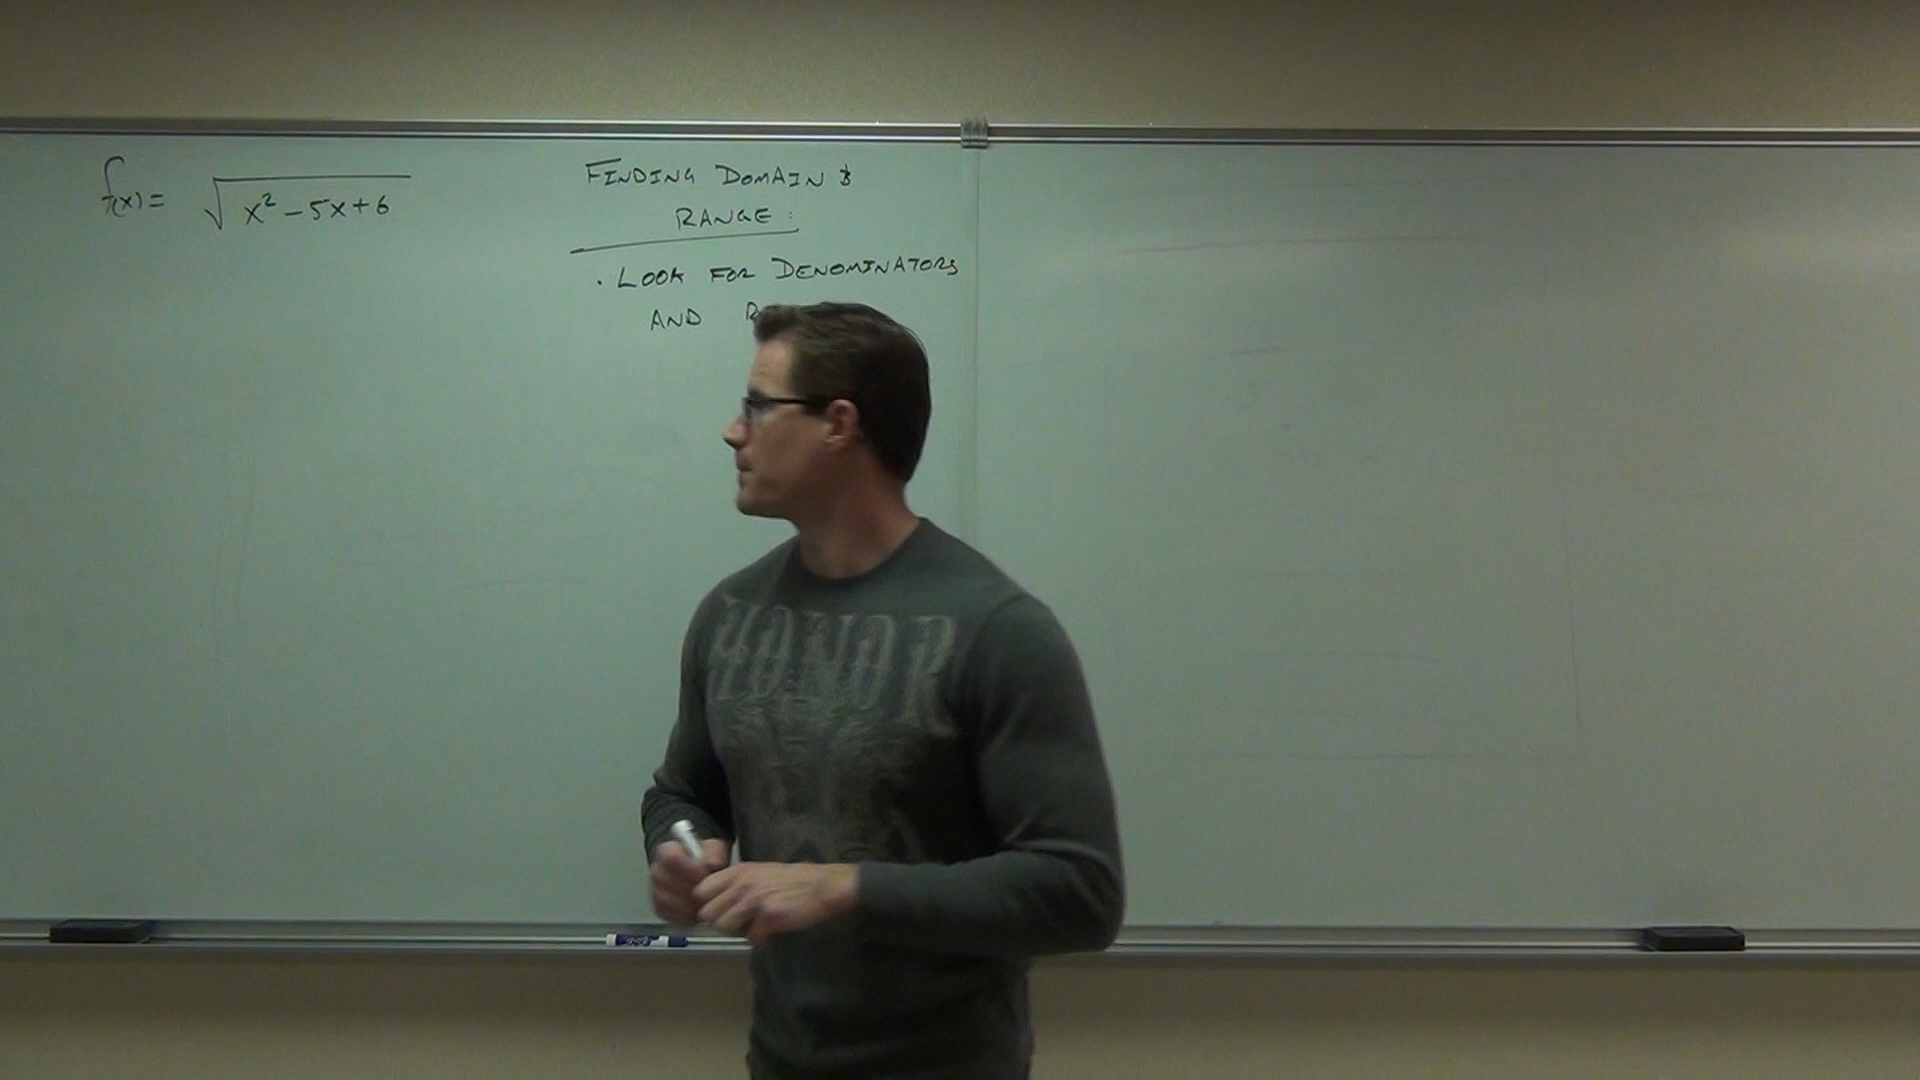 f(x) = √(x² - 5x + 6)
FINDING DOMAIN &
RANGE:
· LOOK FOR DENOMINATORS
AND
HONOR